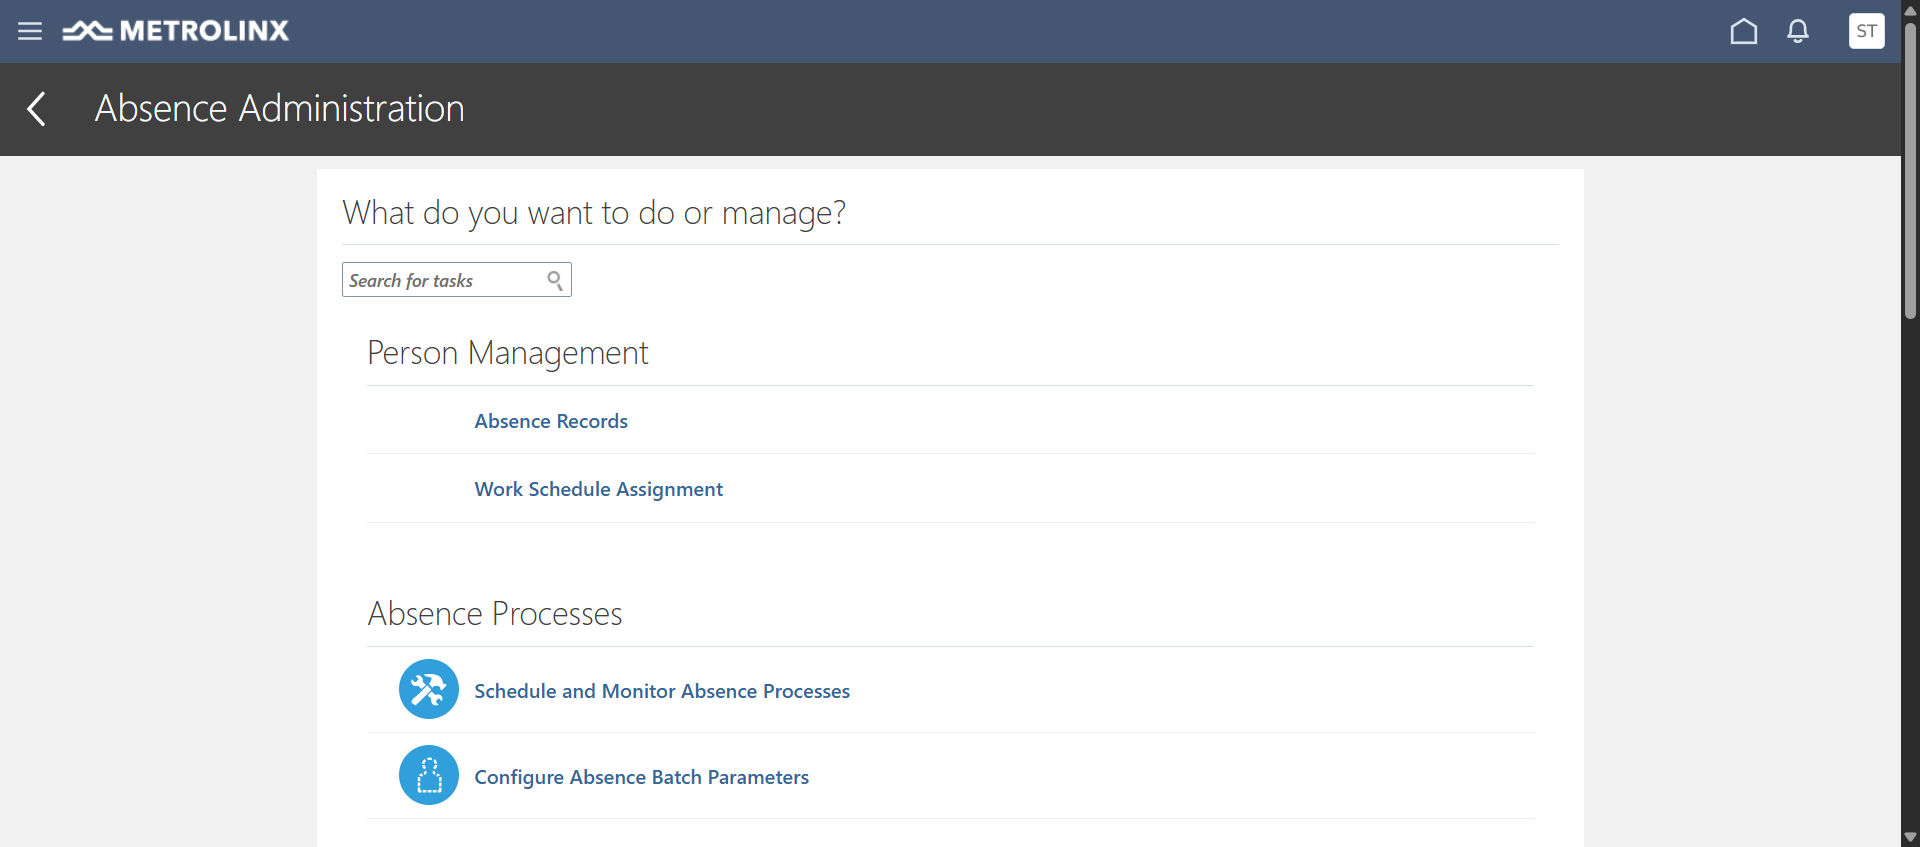 METROLINX
ST
Absence Administration
What do you want to do or manage?
Search for tasks
Person Management
Absence Records
Work Schedule Assignment
Absence Processes
Schedule and Monitor Absence Processes
Configure Absence Batch Parameters